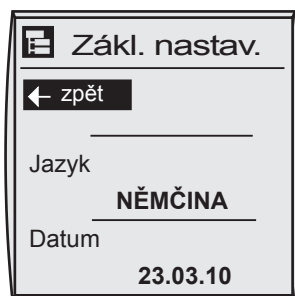 Zákl. nastav.
← zpět
Jazyk
NĚMČINA
Datum
23.03.10